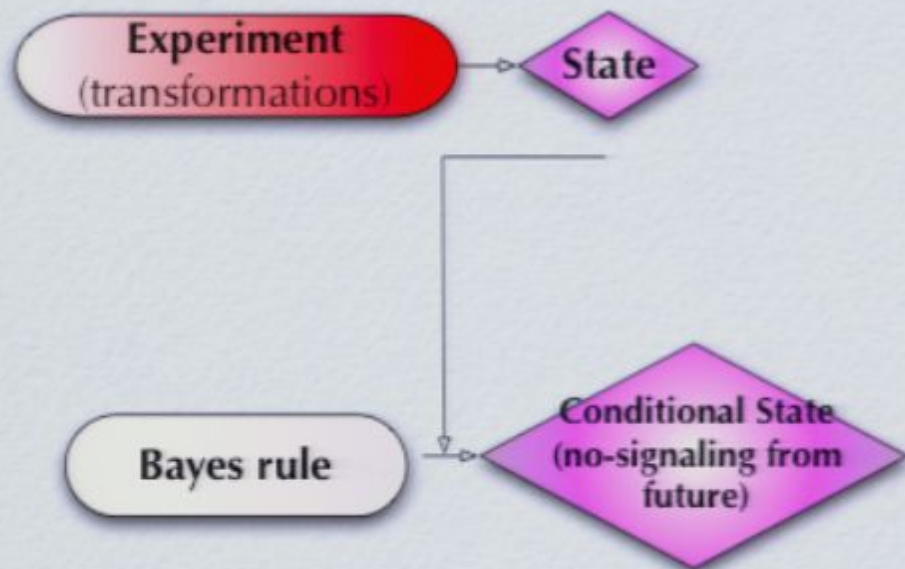 Experiment
(transformations)
State
Bayes rule
Conditional State
(no-signaling from
future)